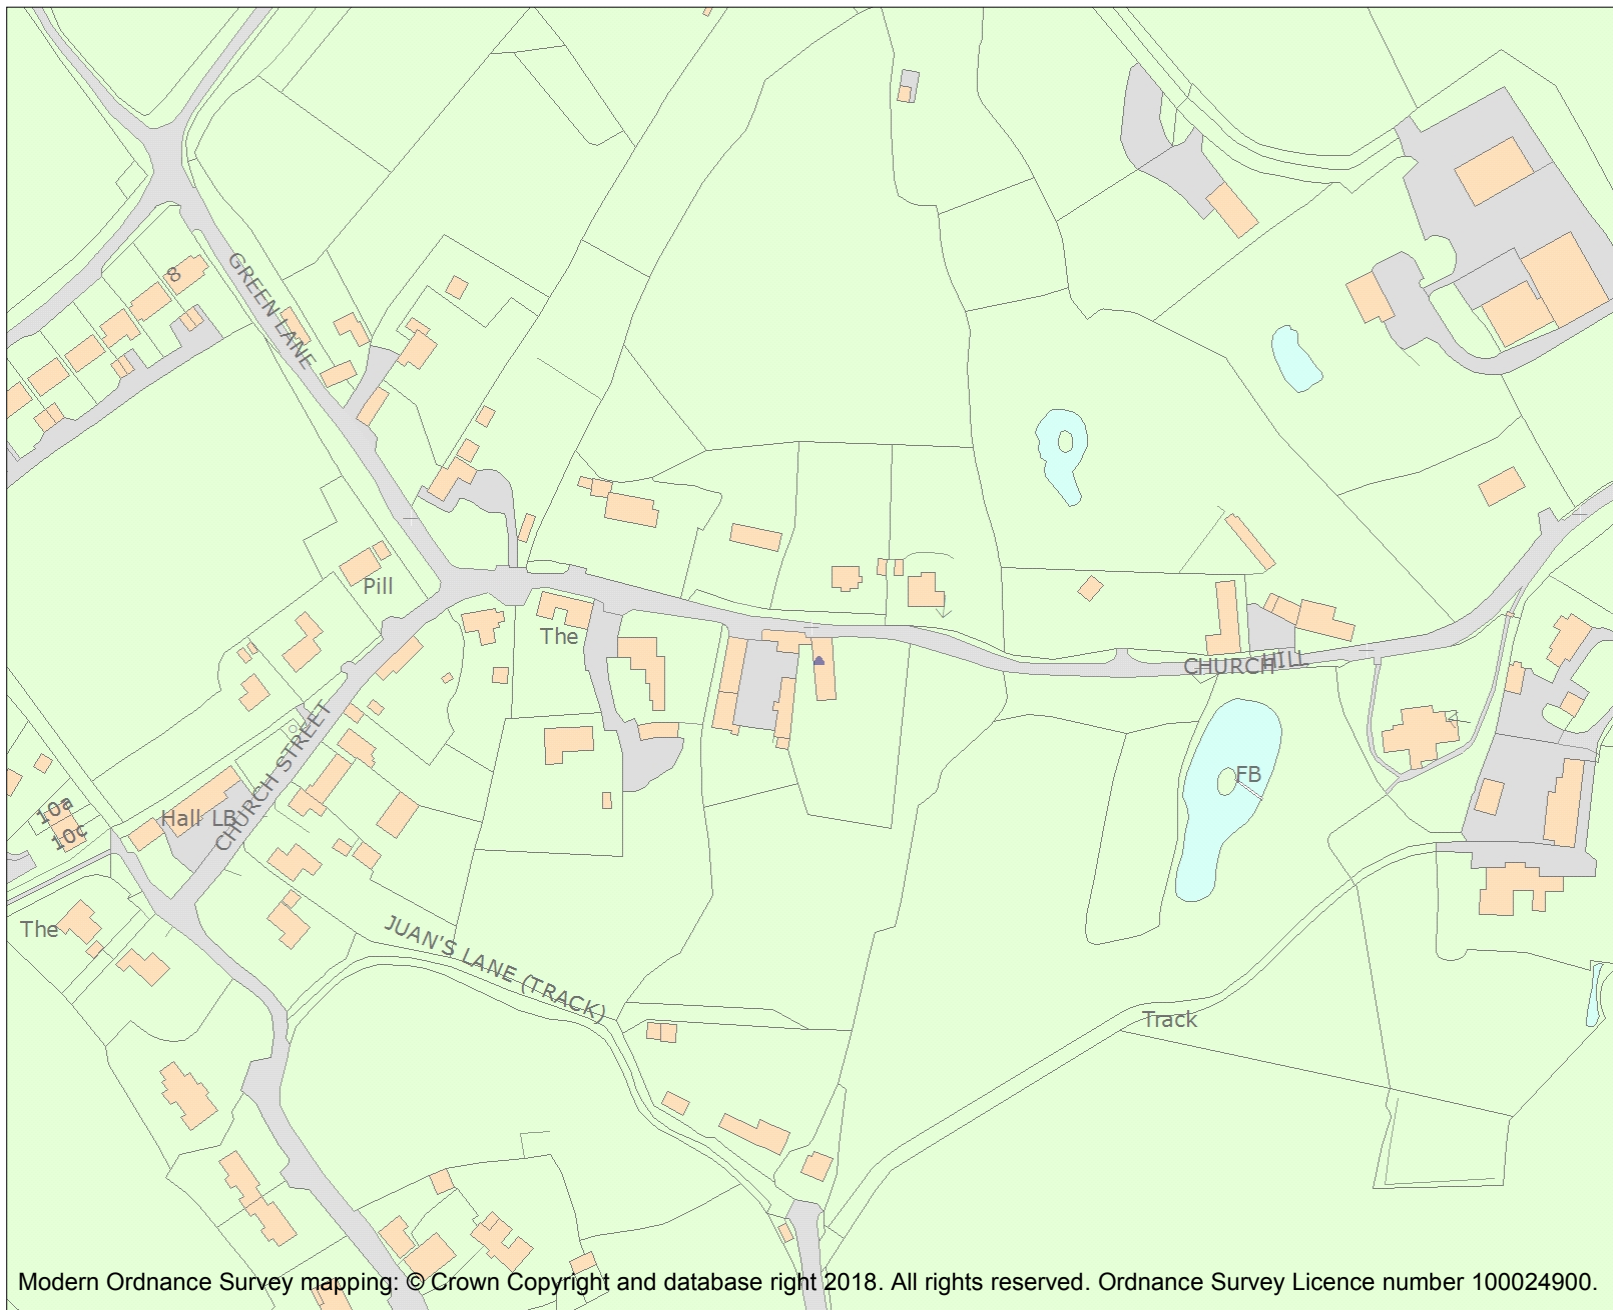 8
GREEN LANE
Pill
The
CHURCH HILL
CHURCH STREET
FB
10a
10c
Hall LB
The
JUAN'S LANE (TRACK)
Track
Modern Ordnance Survey mapping: © Crown Copyright and database right 2018. All rights reserved. Ordnance Survey Licence number 100024900.